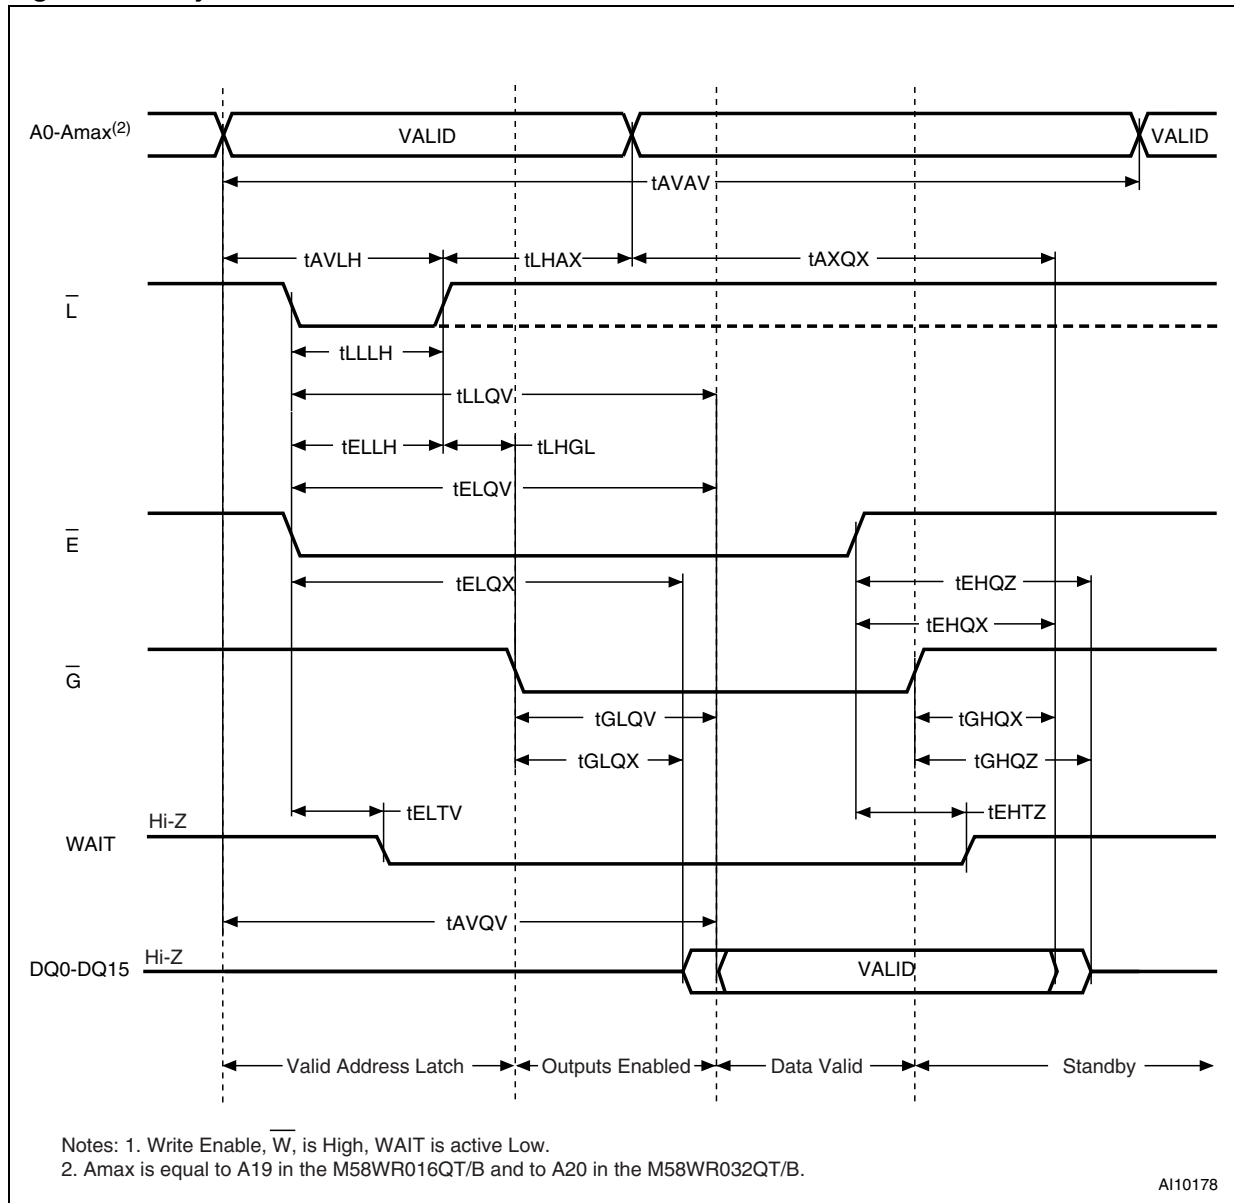 A0-Amax(2)
VALID
VALID
tAVAV
tAVLH
tLHAX
tAXQX
L
tLLLH
tLLQV
tELLH
tLHGL
tELQV
E
tELQX
tEHQZ
tEHQX
G
tGLQV
tGHQX
tGLQX
tGHQZ
tELTV
tEHTZ
Hi-Z
WAIT
tAVQV
Hi-Z
DQ0-DQ15
VALID
Valid Address Latch
Outputs Enabled
Data Valid
Standby
Notes: 1. Write Enable, W, is High, WAIT is active Low.
2. Amax is equal to A19 in the M58WR016QT/B and to A20 in the M58WR032QT/B.
AI10178